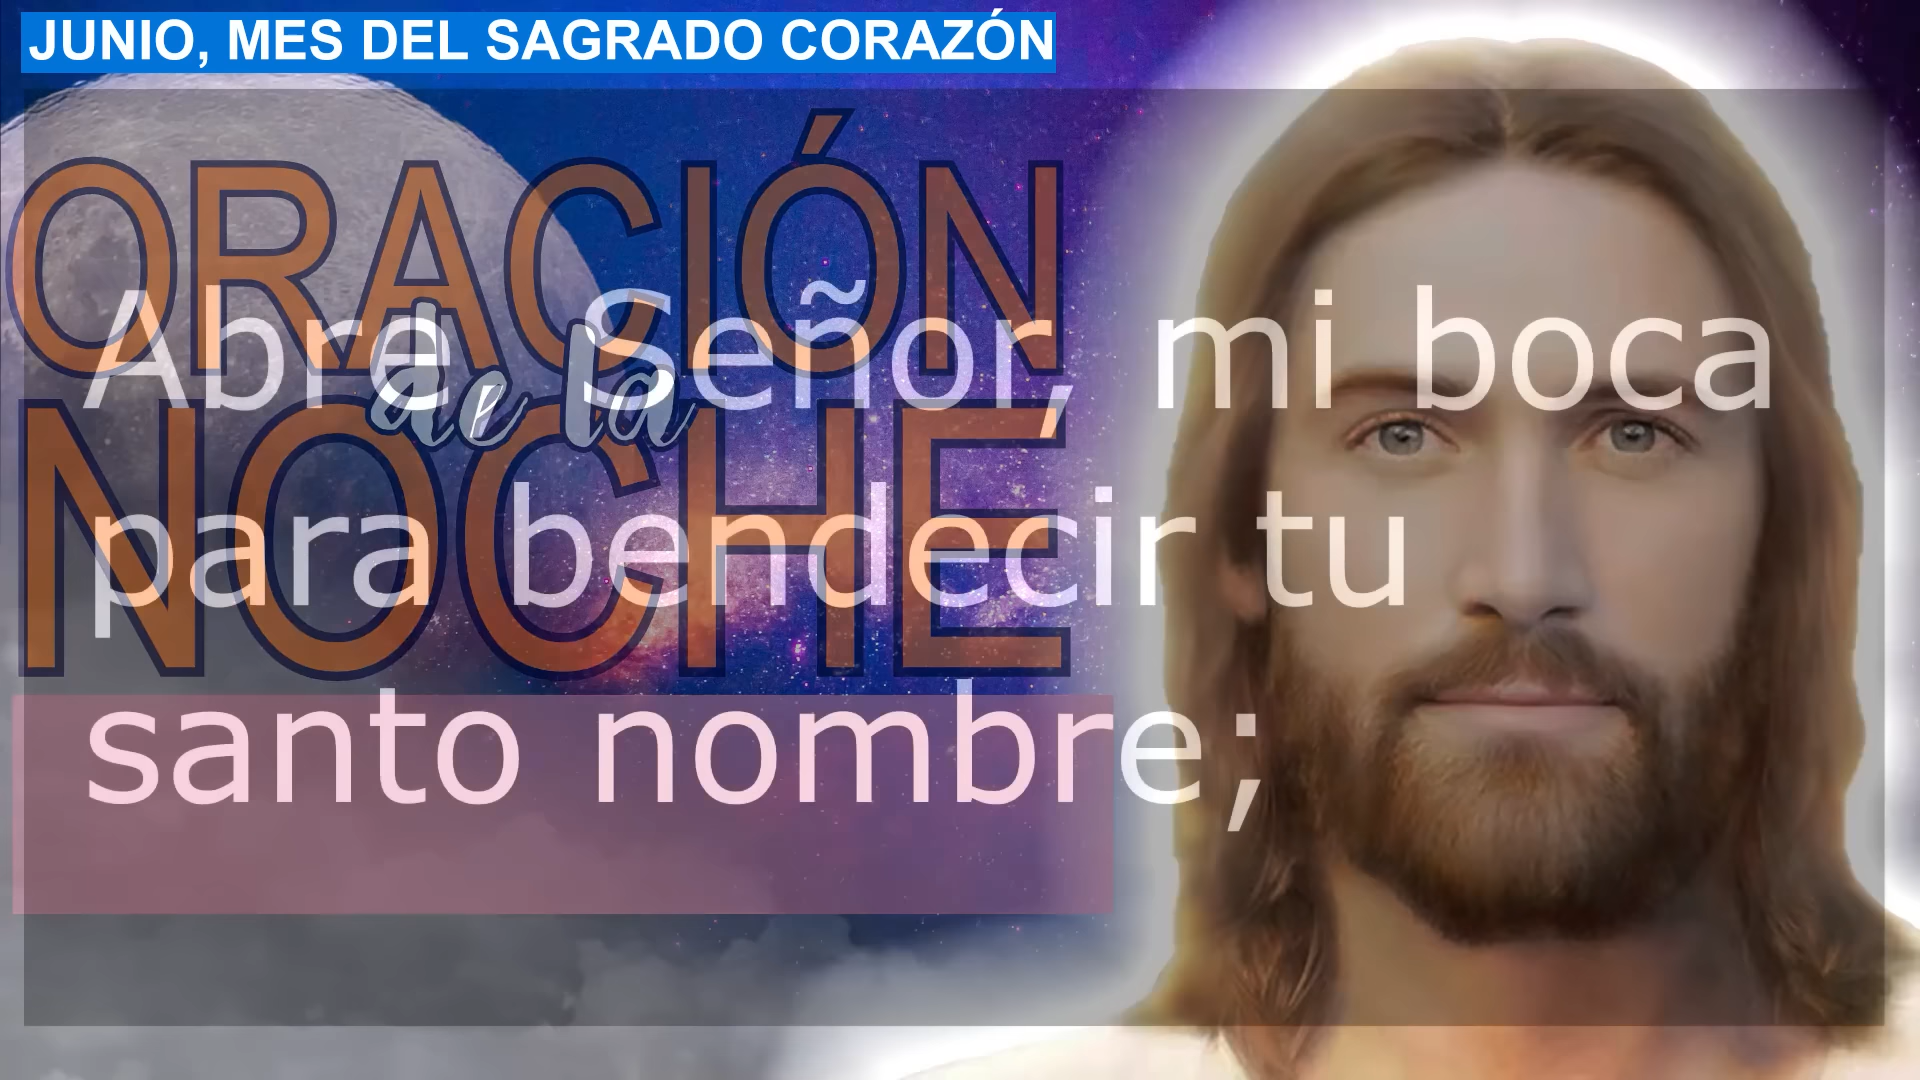 JUNIO, MES DEL SAGRADO CORAZÓN
ORACIÓN
de la
NOCHE
Abre Señor, mi boca
para bendecir tu
santo nombre;